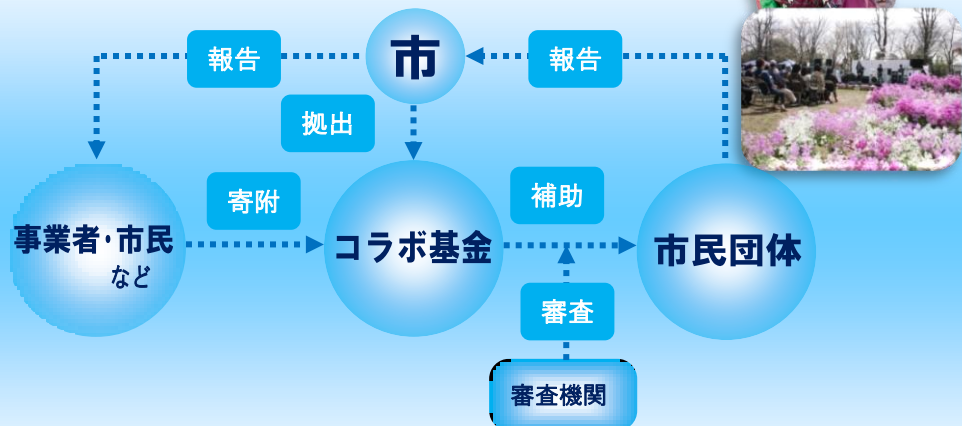 報告
市
報告
拠出
寄附
補助
事業者・市民
など
コラボ基金
市民団体
審査
審査機関